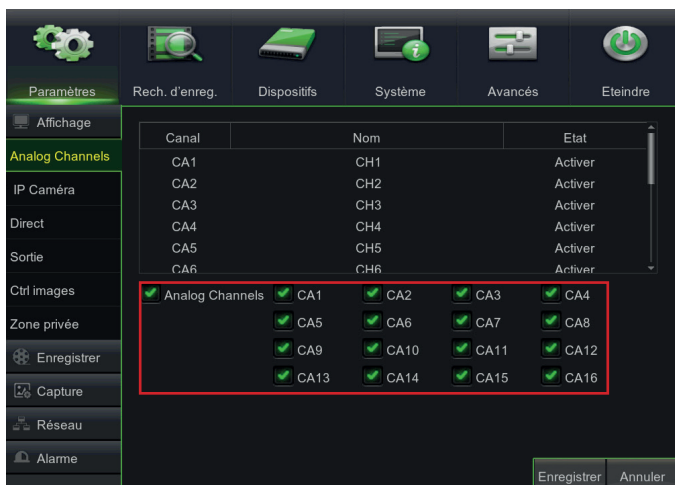 Paramètres Rech. d'enreg. Dispositifs Système Avancés Eteindre
Affichage
Analog Channels
IP Caméra
Direct
Sortie
Ctrl images
Zone privée
Enregistrer
Capture
Réseau
Alarme
Canal Nom Etat
CA1 CH1 Activer
CA2 CH2 Activer
CA3 CH3 Activer
CA4 CH4 Activer
CA5 CH5 Activer
CA6 CH6 Activer
Analog Channels CA1 CA2 CA3 CA4
CA5 CA6 CA7 CA8
CA9 CA10 CA11 CA12
CA13 CA14 CA15 CA16
Enregistrer Annuler